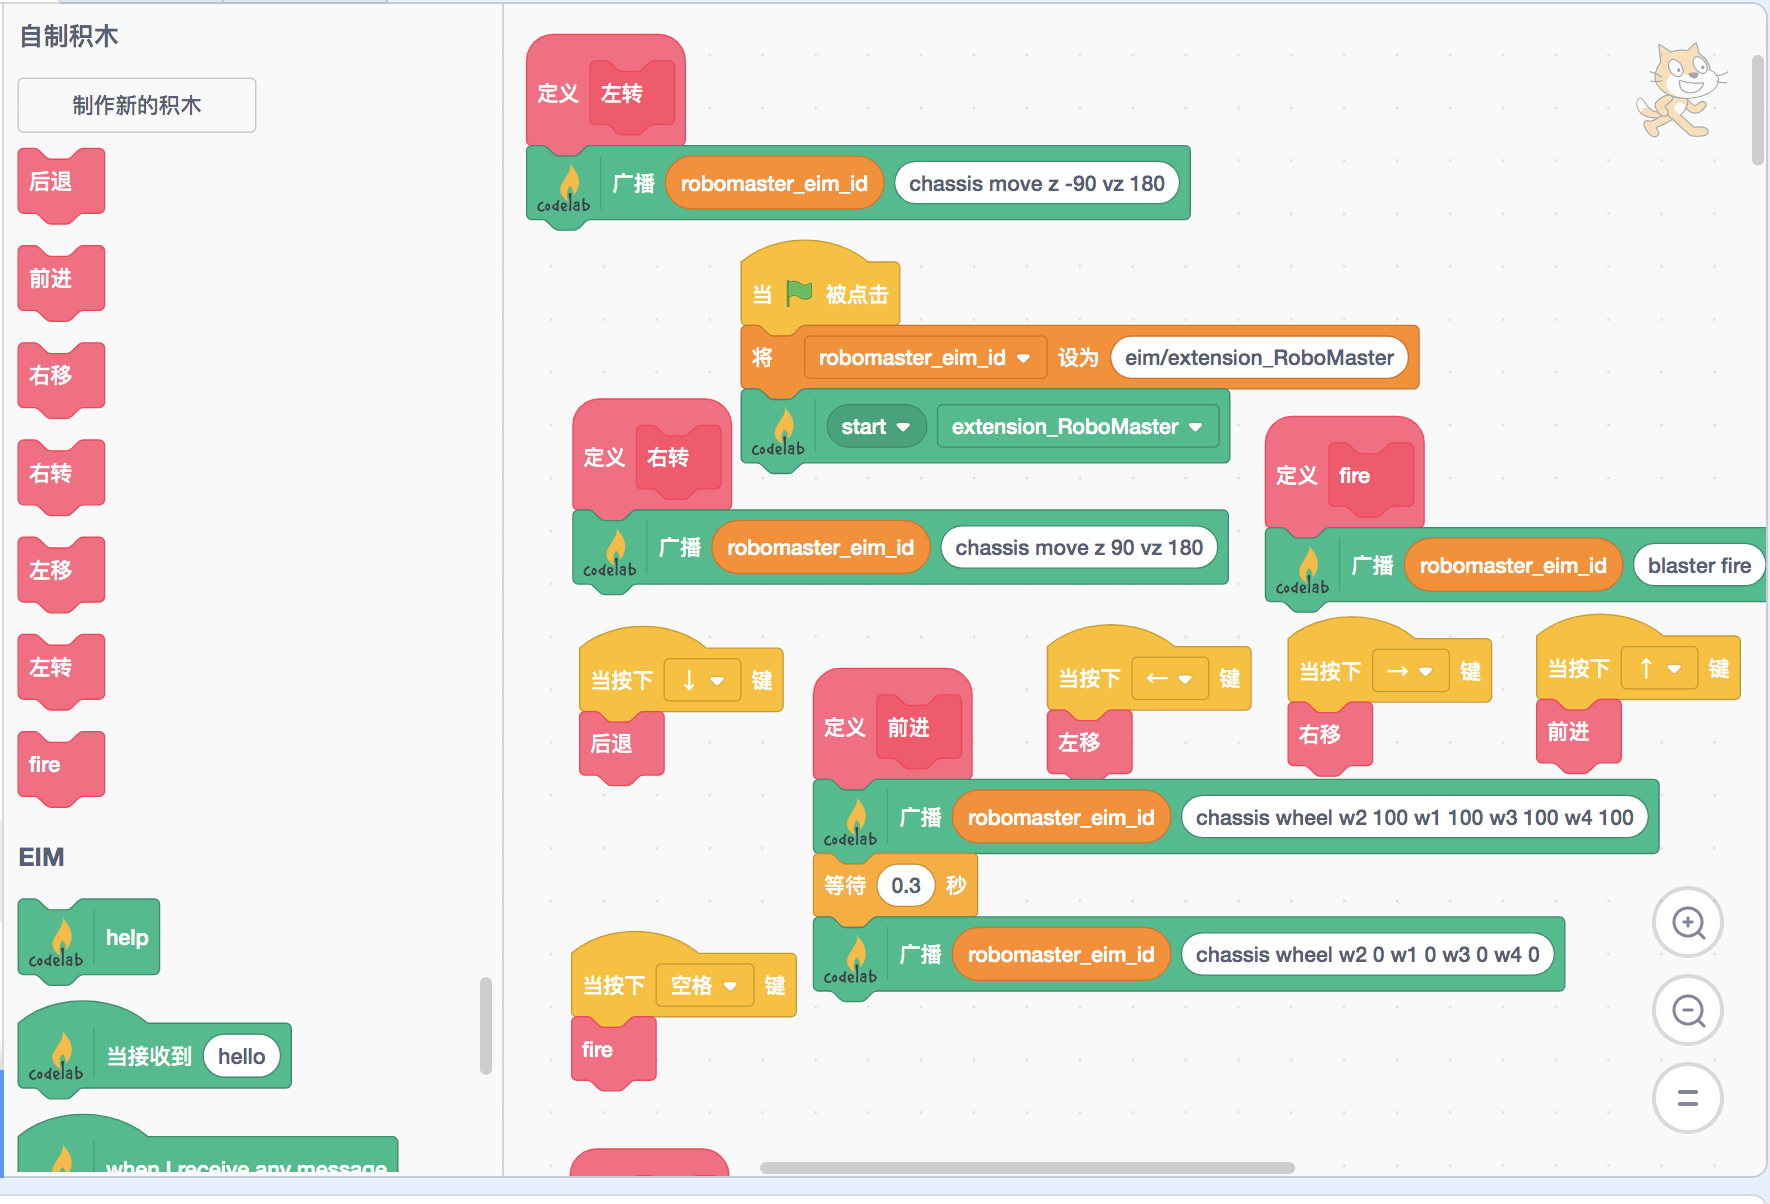 自制积木
制作新的积木
后退
前进
右移
右转
左移
左转
fire
EIM
codelab help
codelab 当接收到 hello
when I receive any message
定义 左转
codelab 广播 robomaster_eim_id chassis move z -90 vz 180
当 被点击
将 robomaster_eim_id 设为 eim/extension_RoboMaster
codelab start extension_RoboMaster
定义 右转
codelab 广播 robomaster_eim_id chassis move z 90 vz 180
定义 fire
codelab 广播 robomaster_eim_id blaster fire
当按下 ↓ 键
后退
定义 前进
codelab 广播 robomaster_eim_id chassis wheel w2 100 w1 100 w3 100 w4 100
等待 0.3 秒
codelab 广播 robomaster_eim_id chassis wheel w2 0 w1 0 w3 0 w4 0
当按下 ← 键
左移
当按下 → 键
右移
当按下 ↑ 键
前进
当按下 空格 键
fire